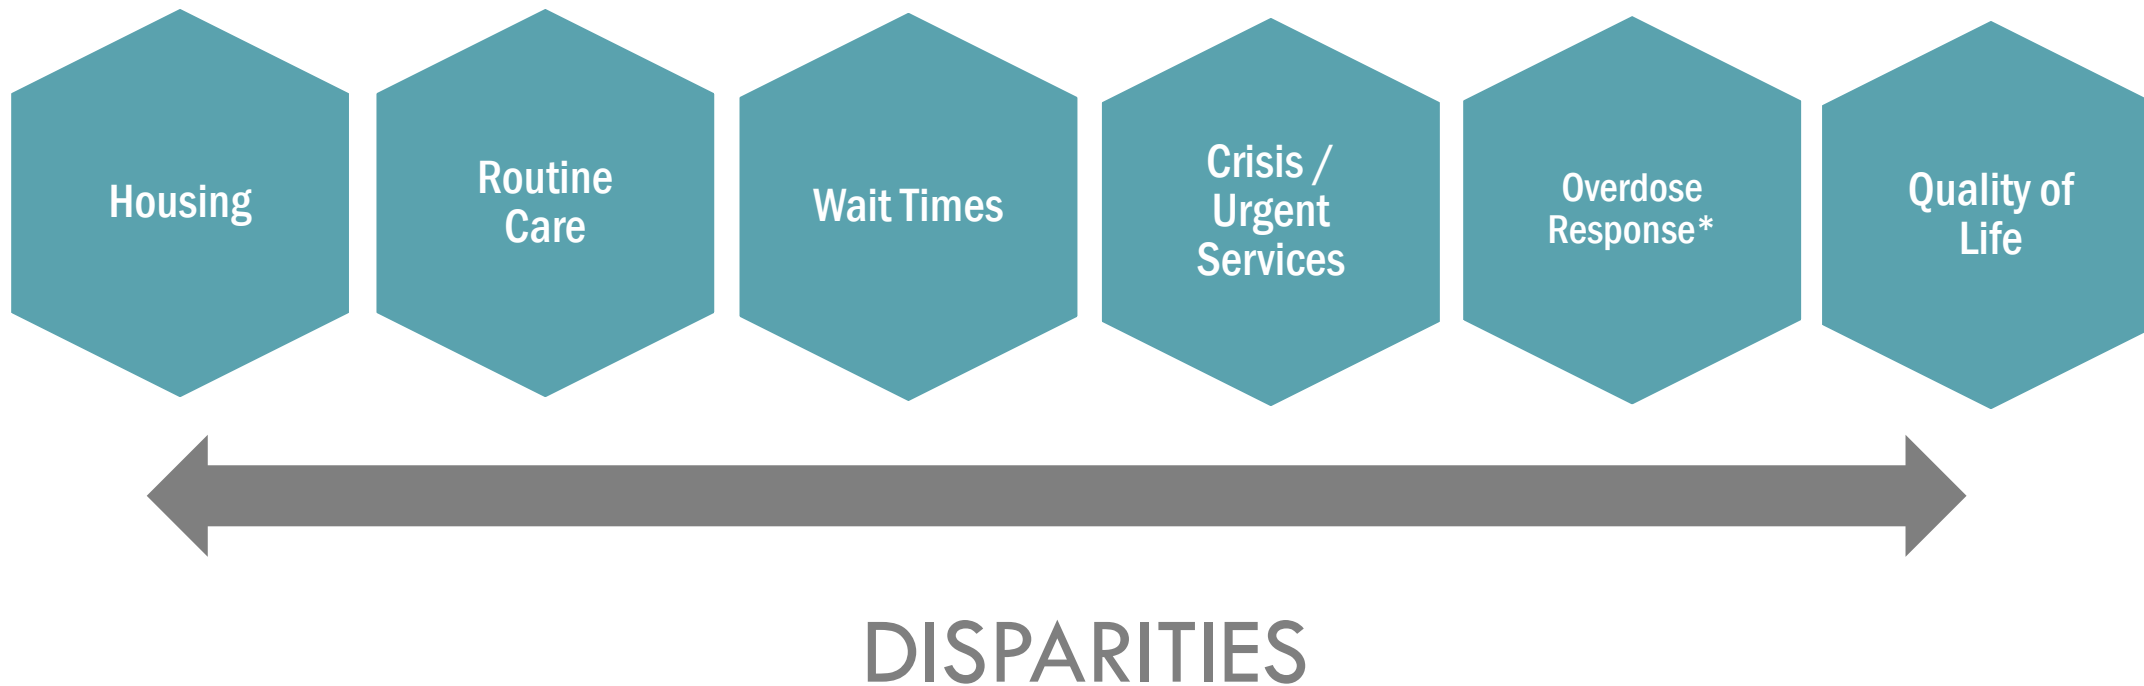 Housing
Routine
Care
Wait Times
Crisis /
Urgent
Services
Overdose
Response*
Quality of
Life
DISPARITIES